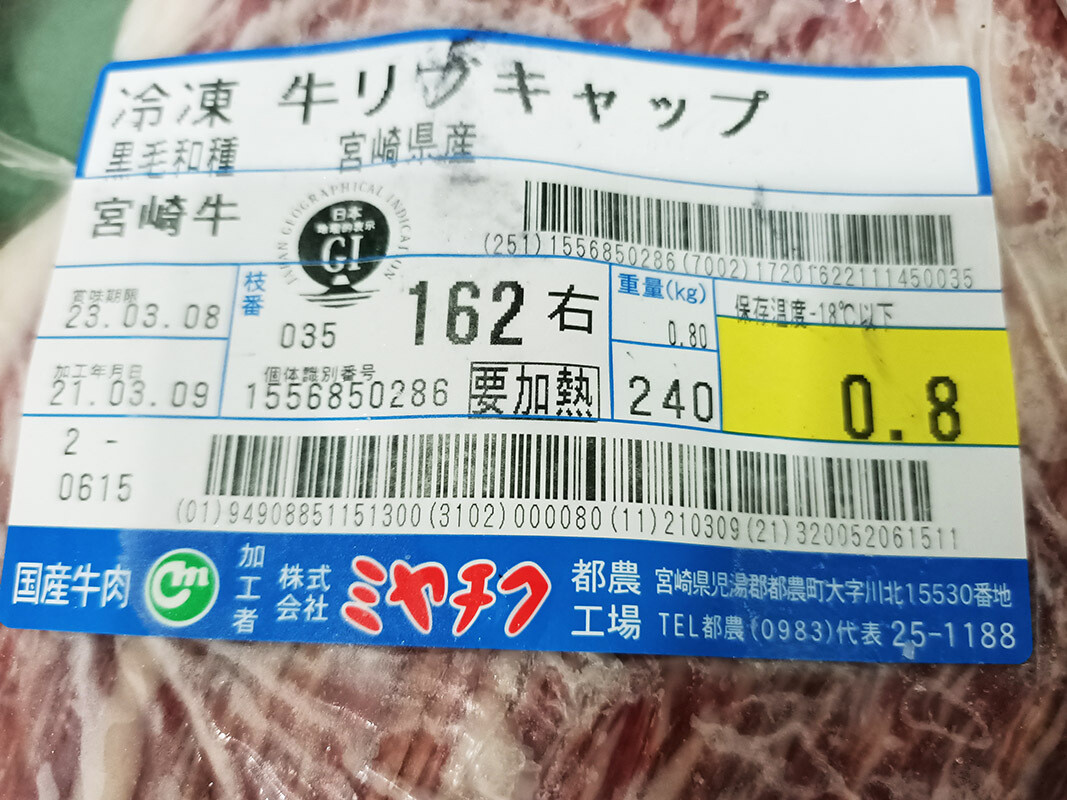 冷凍 牛リブキャップ
黒毛和種 宮崎県産
宮崎牛
JAPAN GEOGRAPHICAL INDICATION
日本
地理的表示
GI
(251)1556850286(7002)1720162211450035
賞味期限
23.03.08
枝番
035
162右
重量(kg)
0.80
保存温度-18℃以下
加工年月日
21.03.09
個体識別番号
1556850286
要加熱
240
0.8
2 -
0615
(01)94908851151300(3102)000080(11)210309(21)320052061511
国産牛肉
加工者
株式会社
ミヤチク
都農工場
宮崎県児湯郡都農町大字川北15530番地
TEL都農(0983)代表 25-1188